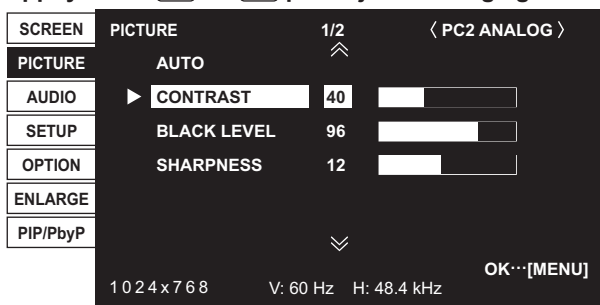 SCREEN
PICTURE
AUDIO
SETUP
OPTION
ENLARGE
PIP/PbyP
PICTURE 1/2 〈 PC2 ANALOG 〉
AUTO
CONTRAST 40
BLACK LEVEL 96
SHARPNESS 12
OK···[MENU]
1024x768 V: 60 Hz H: 48.4 kHz